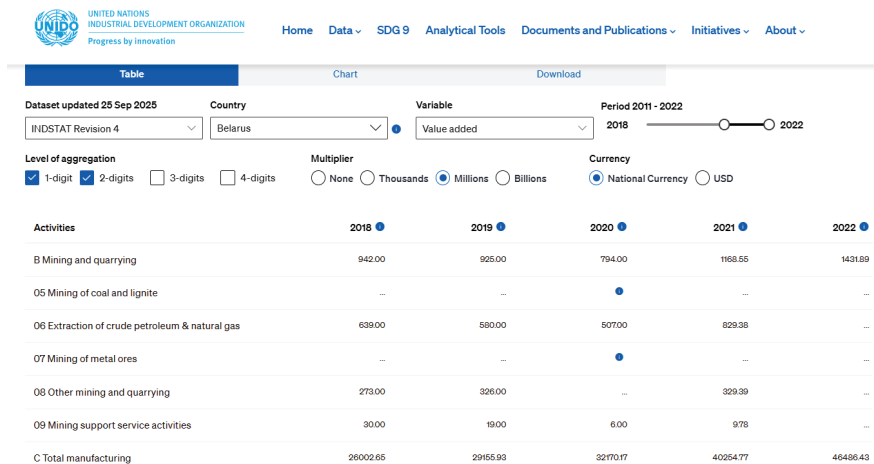 UNITED NATIONS
INDUSTRIAL DEVELOPMENT ORGANIZATION
Progress by innovation
UNIDO
Home Data SDG 9 Analytical Tools Documents and Publications Initiatives About
Table Chart Download
Dataset updated 25 Sep 2025 Country Variable Period 2011 - 2022
INDSTAT Revision 4 Belarus Value added 2018 2022
Level of aggregation Multiplier Currency
1-digit 2-digits 3-digits 4-digits None Thousands Millions Billions National Currency USD
Activities 2018 2019 2020 2021 2022
B Mining and quarrying 942.00 925.00 794.00 1168.55 1431.89
05 Mining of coal and lignite ... ... ... ...
06 Extraction of crude petroleum & natural gas 639.00 580.00 507.00 829.38 ...
07 Mining of metal ores ... ... ... ...
08 Other mining and quarrying 273.00 326.00 ... 329.39 ...
09 Mining support service activities 30.00 19.00 6.00 9.78 ...
C Total manufacturing 26002.65 29155.93 32170.17 40254.77 46486.43